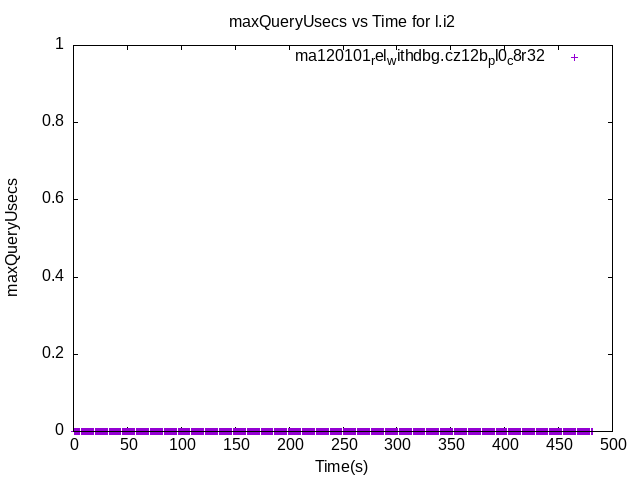 maxQueryUsecs vs Time for l.i2
ma120101relwithdbg.cz12bpl0c8r32
1
0.8
0.6
0.4
0.2
0
maxQueryUsecs
0 50 100 150 200 250 300 350 400 450 500
Time(s)